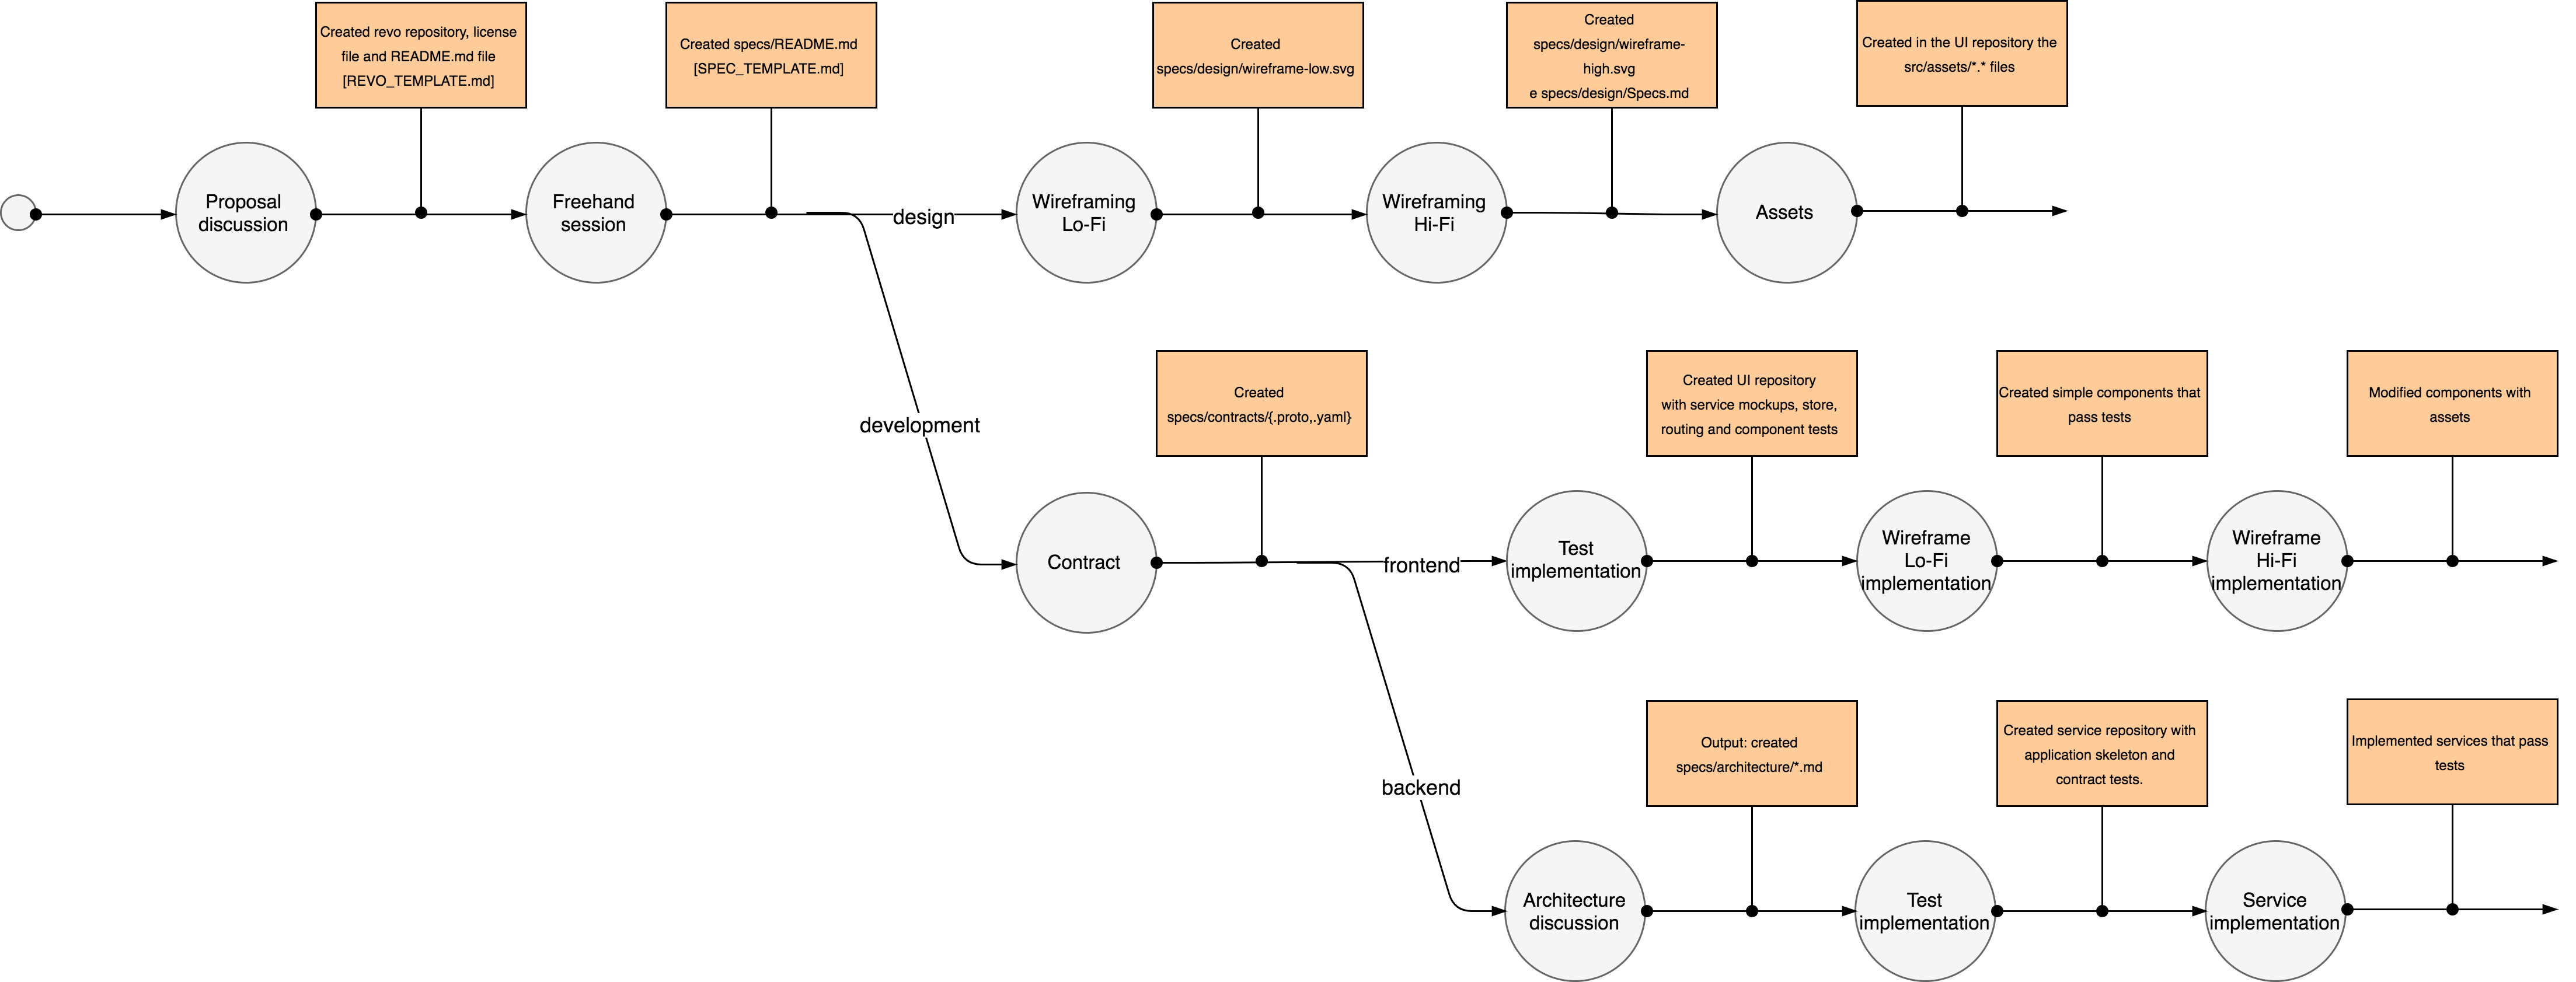 Created revo repository, license
file and README.md file
[REVO_TEMPLATE.md]
Created specs/README.md
[SPEC_TEMPLATE.md]
Created
specs/design/wireframe-low.svg
Created
specs/design/wireframe-
high.svg
e specs/design/Specs.md
Created in the UI repository the
src/assets/*.* files
Proposal
discussion
Freehand
session
design
Wireframing
Lo-Fi
Wireframing
Hi-Fi
Assets
development
Created
specs/contracts/{.proto,.yaml}
Created UI repository
with service mockups, store,
routing and component tests
Created simple components that
pass tests
Modified components with
assets
Contract
frontend
Test
implementation
Wireframe
Lo-Fi
implementation
Wireframe
Hi-Fi
implementation
backend
Output: created
specs/architecture/*.md
Created service repository with
application skeleton and
contract tests.
Implemented services that pass
tests
Architecture
discussion
Test
implementation
Service
implementation